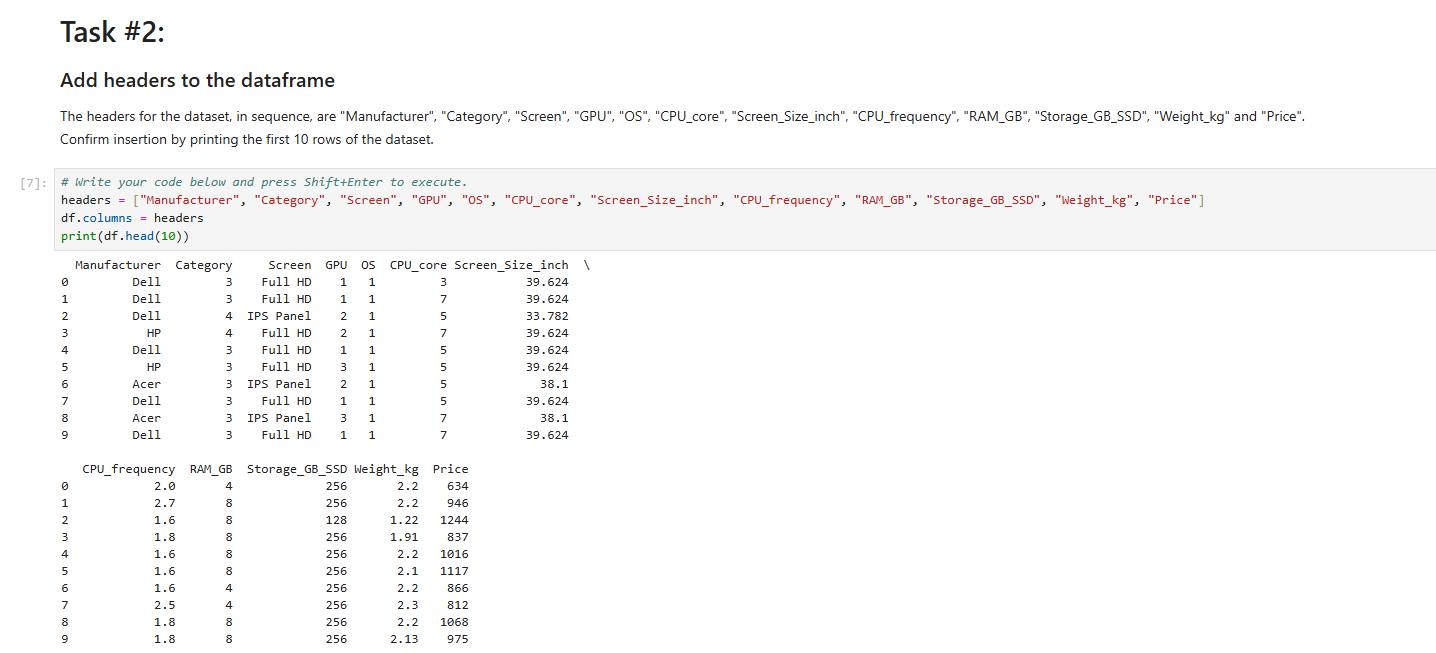 Task #2:
Add headers to the dataframe
The headers for the dataset, in sequence, are "Manufacturer", "Category", "Screen", "GPU", "OS", "CPU_core", "Screen_Size_inch", "CPU_frequency", "RAM_GB", "Storage_GB_SSD", "Weight_kg" and "Price".
Confirm insertion by printing the first 10 rows of the dataset.
[7]: # Write your code below and press Shift+Enter to execute.
headers = ["Manufacturer", "Category", "Screen", "GPU", "OS", "CPU_core", "Screen_Size_inch", "CPU_frequency", "RAM_GB", "Storage_GB_SSD", "Weight_kg", "Price"]
df.columns = headers
print(df.head(10))
  Manufacturer  Category     Screen  GPU  OS  CPU_core Screen_Size_inch  \
0         Dell         3    Full HD    1   1         3           39.624
1         Dell         3    Full HD    1   1         7           39.624
2         Dell         4  IPS Panel    2   1         5           33.782
3           HP         4    Full HD    2   1         7           39.624
4         Dell         3    Full HD    1   1         5           39.624
5           HP         3    Full HD    3   1         5           39.624
6         Acer         3  IPS Panel    2   1         5             38.1
7         Dell         3    Full HD    1   1         5           39.624
8         Acer         3  IPS Panel    3   1         7             38.1
9         Dell         3    Full HD    1   1         7           39.624
   CPU_frequency  RAM_GB  Storage_GB_SSD Weight_kg  Price
0            2.0       4             256       2.2    634
1            2.7       8             256       2.2    946
2            1.6       8             128      1.22   1244
3            1.8       8             256      1.91    837
4            1.6       8             256       2.2   1016
5            1.6       8             256       2.1   1117
6            1.6       4             256       2.2    866
7            2.5       4             256       2.3    812
8            1.8       8             256       2.2   1068
9            1.8       8             256      2.13    975